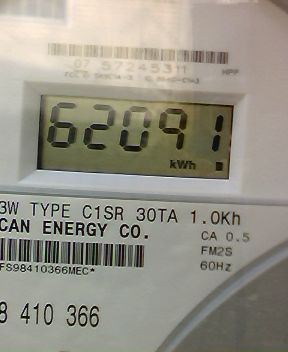 07 57245311
HPP
62091
kWh
3W TYPE C1SR 30TA 1.0Kh
CAN ENERGY CO.
CA 0.5
FM2S
60Hz
FS98410366MEC*
8 410 366